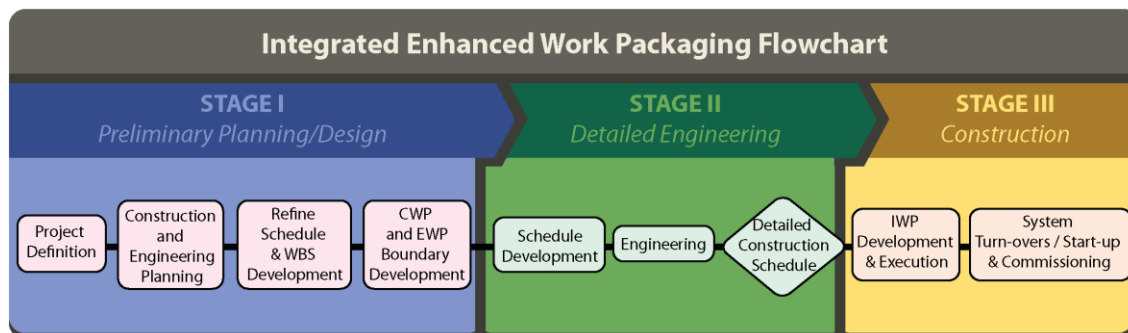 Integrated Enhanced Work Packaging Flowchart
STAGE I
Preliminary Planning/Design
STAGE II
Detailed Engineering
STAGE III
Construction
Project
Definition
Construction
and
Engineering
Planning
Refine
Schedule
& WBS
Development
CWP
and EWP
Boundary
Development
Schedule
Development
Engineering
Detailed
Construction
Schedule
IWP
Development
& Execution
System
Turn-overs / Start-up
& Commissioning